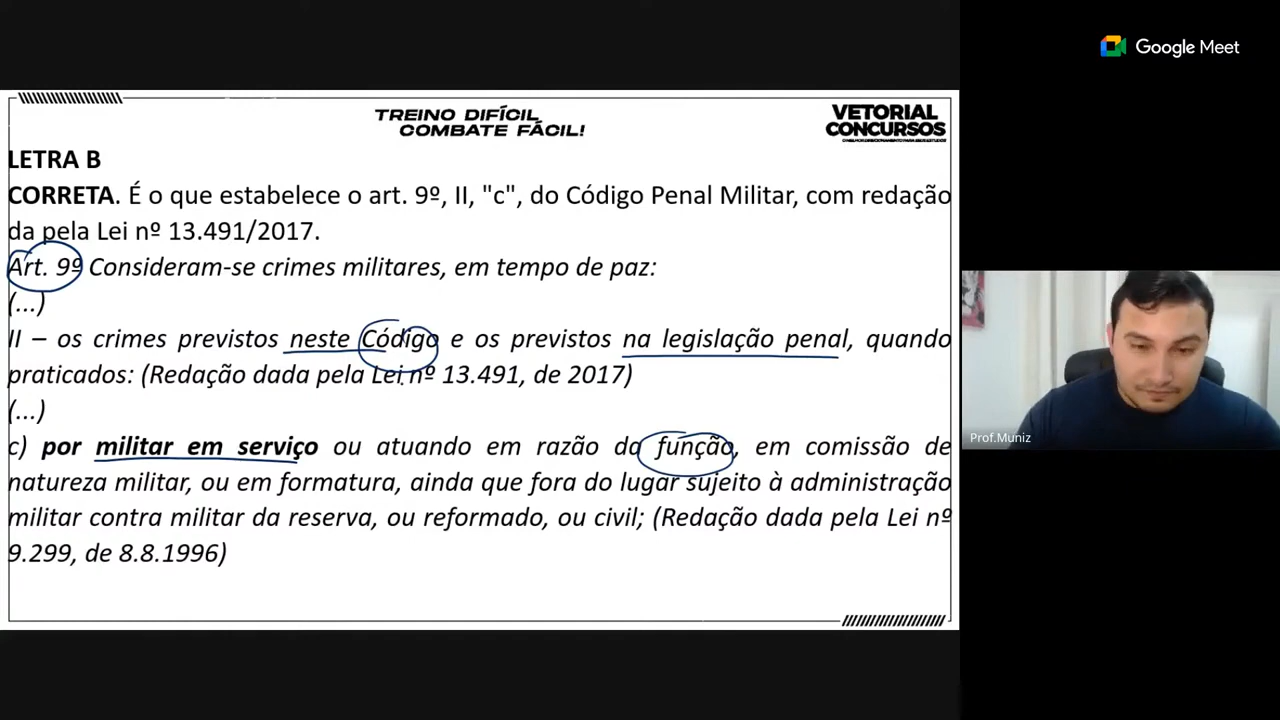 Google Meet
TREINO DIFÍCIL
COMBATE FÁCIL!
VETORIAL
CONCURSOS
LETRA B
CORRETA. É o que estabelece o art. 9º, II, "c", do Código Penal Militar, com redação
da pela Lei nº 13.491/2017.
Art. 9º Consideram-se crimes militares, em tempo de paz:
(...)
II – os crimes previstos neste Código e os previstos na legislação penal, quando
praticados: (Redação dada pela Lei nº 13.491, de 2017)
(...)
c) por militar em serviço ou atuando em razão da função, em comissão de
natureza militar, ou em formatura, ainda que fora do lugar sujeito à administração
militar contra militar da reserva, ou reformado, ou civil; (Redação dada pela Lei nº
9.299, de 8.8.1996)
Prof.Muniz